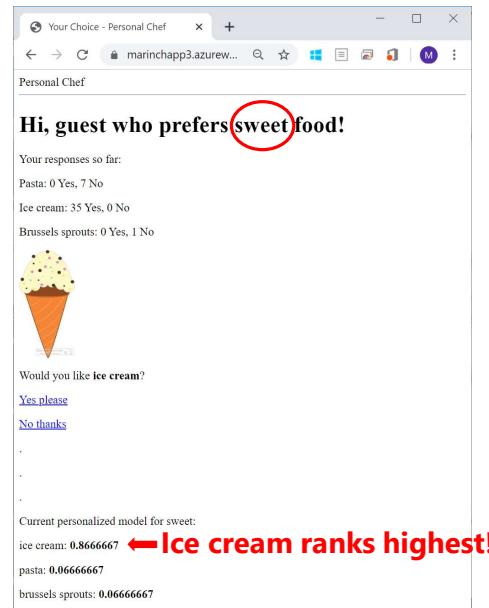 Your Choice - Personal Chef
marinchapp3.azurew...
M
Personal Chef
Hi, guest who prefers sweet food!
Your responses so far:
Pasta: 0 Yes, 7 No
Ice cream: 35 Yes, 0 No
Brussels sprouts: 0 Yes, 1 No
Would you like ice cream?
Yes please
No thanks
.
.
.
Current personalized model for sweet:
ice cream: 0.8666667
Ice cream ranks highest!
pasta: 0.06666667
brussels sprouts: 0.06666667